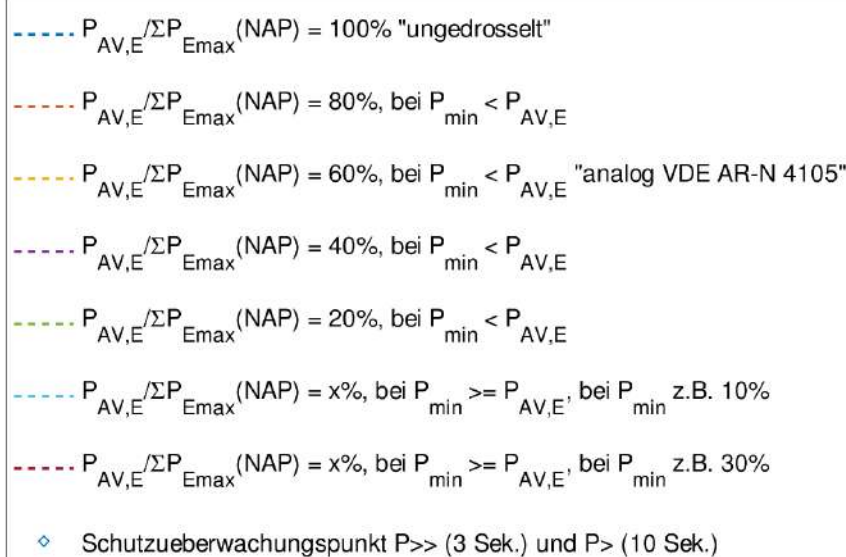 P_AV,E/ΣP_Emax(NAP) = 100% "ungedrosselt"
P_AV,E/ΣP_Emax(NAP) = 80%, bei P_min < P_AV,E
P_AV,E/ΣP_Emax(NAP) = 60%, bei P_min < P_AV,E "analog VDE AR-N 4105"
P_AV,E/ΣP_Emax(NAP) = 40%, bei P_min < P_AV,E
P_AV,E/ΣP_Emax(NAP) = 20%, bei P_min < P_AV,E
P_AV,E/ΣP_Emax(NAP) = x%, bei P_min >= P_AV,E, bei P_min z.B. 10%
P_AV,E/ΣP_Emax(NAP) = x%, bei P_min >= P_AV,E, bei P_min z.B. 30%
Schutzueberwachungspunkt P>> (3 Sek.) und P> (10 Sek.)